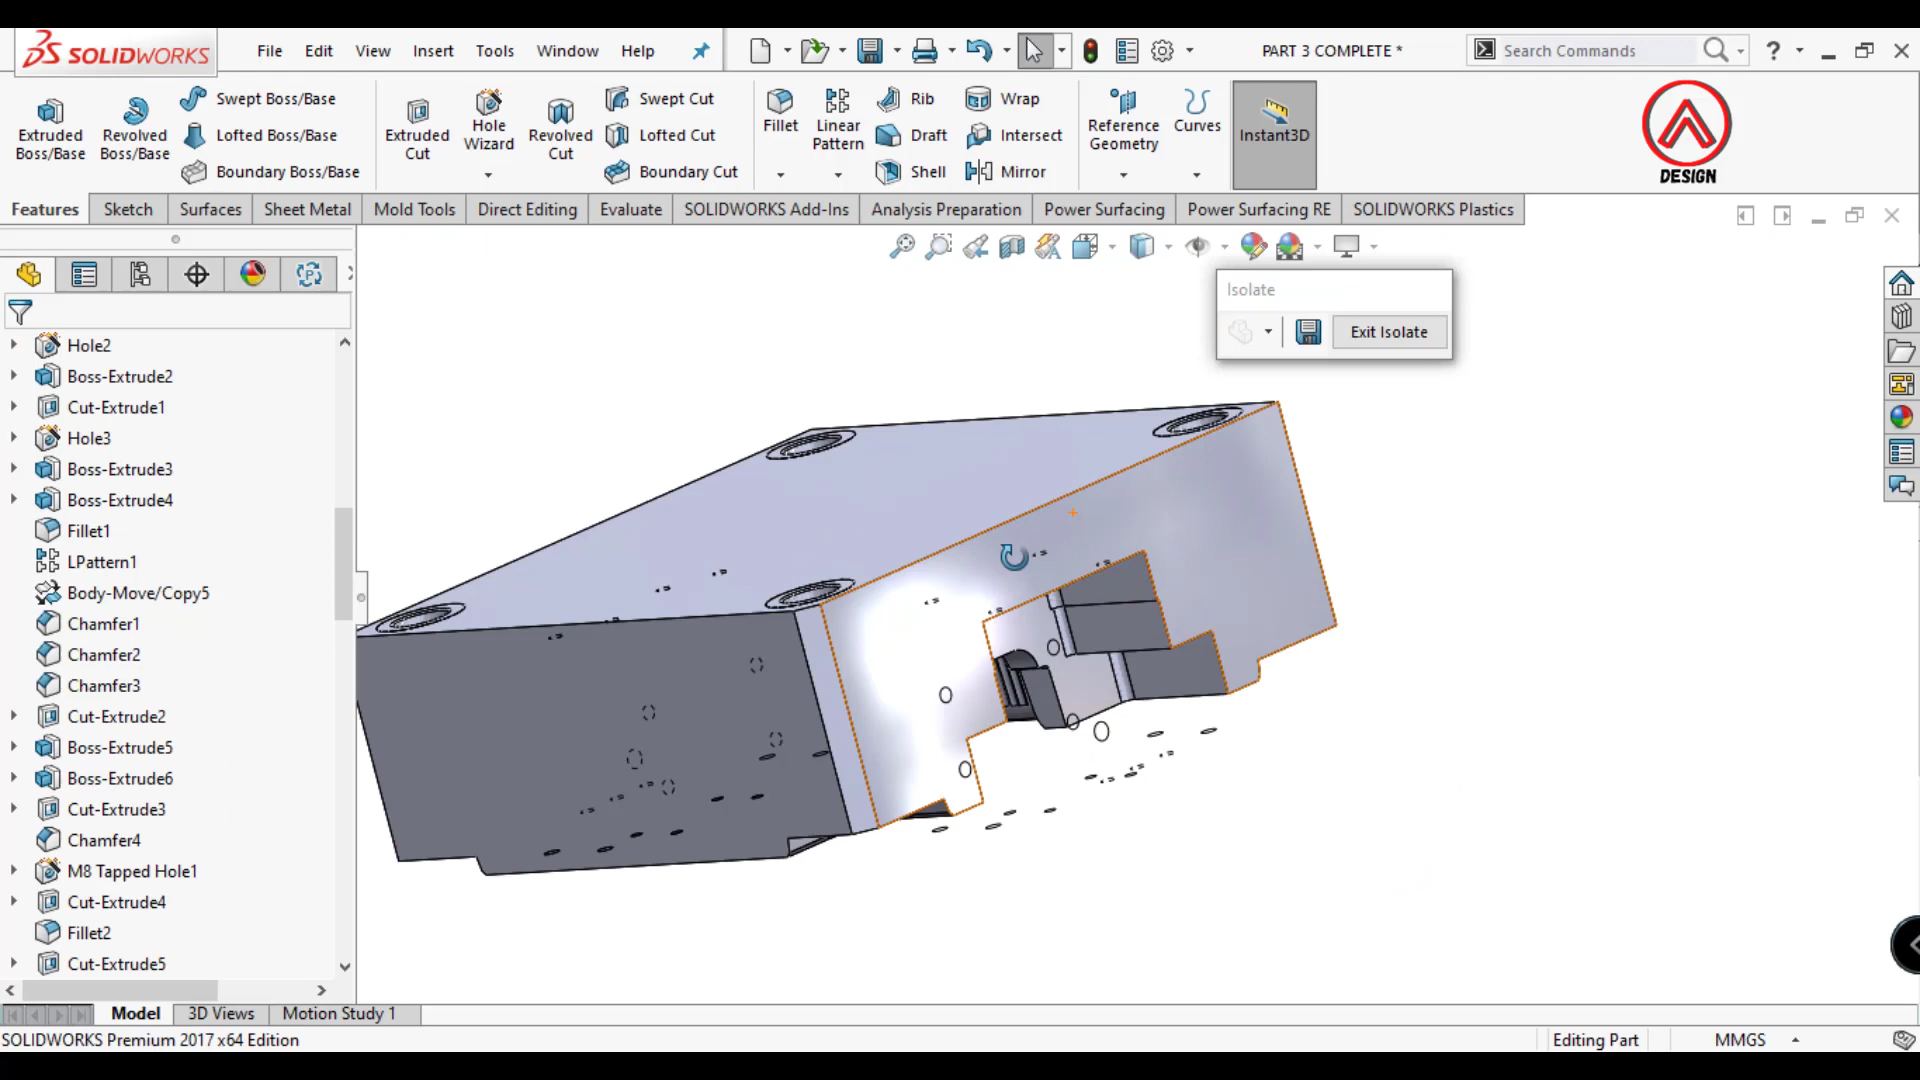 SOLIDWORKS File Edit View Insert Tools Window Help PART 3 COMPLETE * Search Commands ?
Extruded Boss/Base
Revolved Boss/Base
Swept Boss/Base
Lofted Boss/Base
Boundary Boss/Base
Extruded Cut
Hole Wizard
Revolved Cut
Swept Cut
Lofted Cut
Boundary Cut
Fillet
Linear Pattern
Rib
Draft
Shell
Wrap
Intersect
Mirror
Reference Geometry
Curves
Instant3D
DESIGN
Features Sketch Surfaces Sheet Metal Mold Tools Direct Editing Evaluate SOLIDWORKS Add-Ins Analysis Preparation Power Surfacing Power Surfacing RE SOLIDWORKS Plastics
Isolate
Exit Isolate
Hole2
Boss-Extrude2
Cut-Extrude1
Hole3
Boss-Extrude3
Boss-Extrude4
Fillet1
LPattern1
Body-Move/Copy5
Chamfer1
Chamfer2
Chamfer3
Cut-Extrude2
Boss-Extrude5
Boss-Extrude6
Cut-Extrude3
Chamfer4
M8 Tapped Hole1
Cut-Extrude4
Fillet2
Cut-Extrude5
Model 3D Views Motion Study 1
SOLIDWORKS Premium 2017 x64 Edition Editing Part MMGS